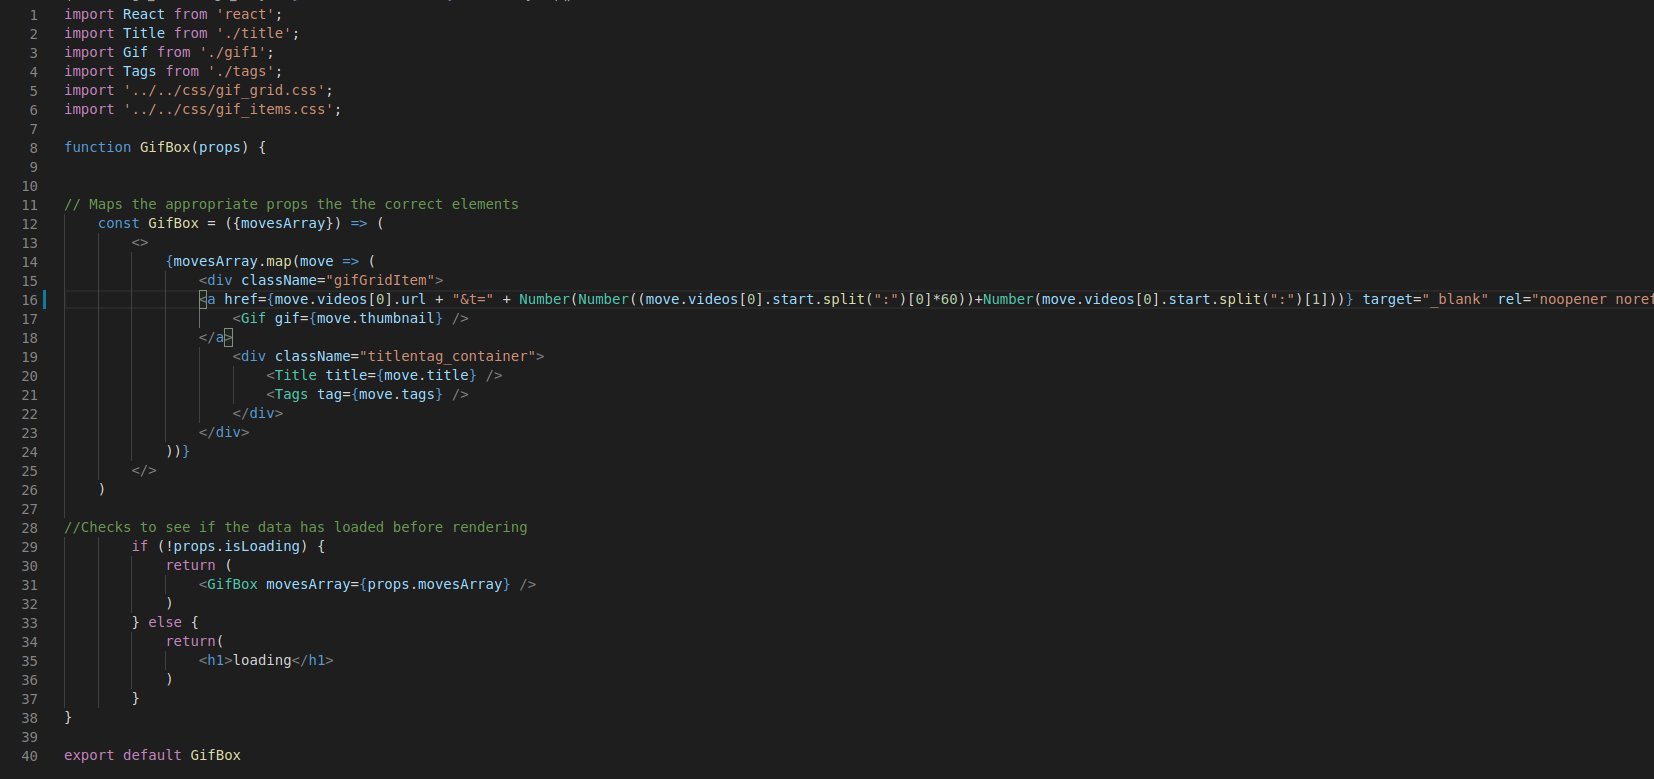 1 import React from 'react';
2 import Title from './title';
3 import Gif from './gif1';
4 import Tags from './tags';
5 import '../../css/gif_grid.css';
6 import '../../css/gif_items.css';
7
8 function GifBox(props) {
9
10
11 // Maps the appropriate props the the correct elements
12 const GifBox = ({movesArray}) => (
13 <>
14 {movesArray.map(move => (
15 <div className="gifGridItem">
16 <a href={move.videos[0].url + "&t=" + Number(Number((move.videos[0].start.split(":")[0]*60))+Number(move.videos[0].start.split(":")[1]))} target="_blank" rel="noopener noref
17 <Gif gif={move.thumbnail} />
18 </a>
19 <div className="titlentag_container">
20 <Title title={move.title} />
21 <Tags tag={move.tags} />
22 </div>
23 </div>
24 ))}
25 </>
26 )
27
28 //Checks to see if the data has loaded before rendering
29 if (!props.isLoading) {
30 return (
31 <GifBox movesArray={props.movesArray} />
32 )
33 } else {
34 return(
35 <h1>loading</h1>
36 )
37 }
38 }
39
40 export default GifBox